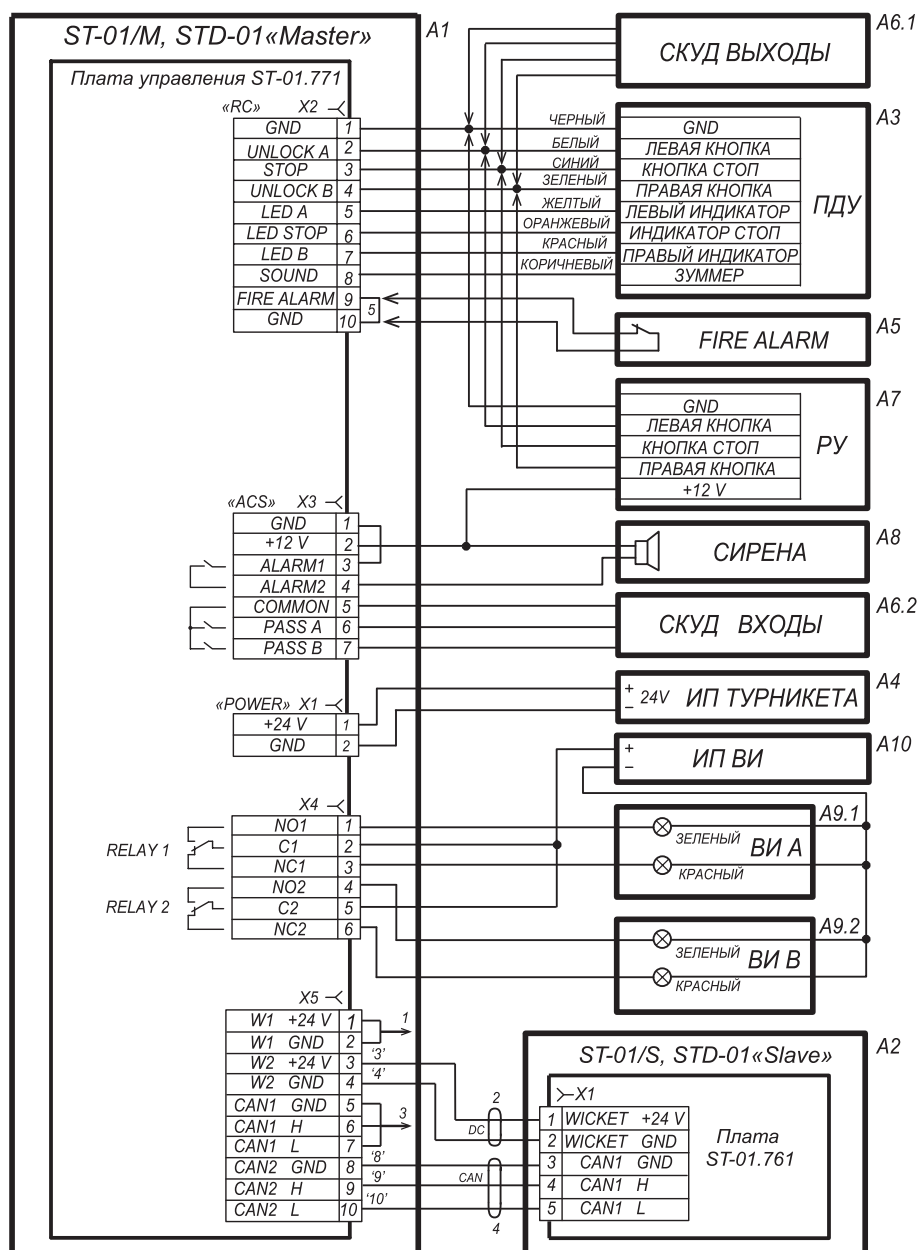 ST-01/M, STD-01«Master»
A1
Плата управления ST-01.771
«RC» X2
GND 1
UNLOCK A 2
STOP 3
UNLOCK B 4
LED A 5
LED STOP 6
LED B 7
SOUND 8
FIRE ALARM 9
GND 10
5
ЧЕРНЫЙ
БЕЛЫЙ
СИНИЙ
ЗЕЛЕНЫЙ
ЖЕЛТЫЙ
ОРАНЖЕВЫЙ
КРАСНЫЙ
КОРИЧНЕВЫЙ
СКУД ВЫХОДЫ
A6.1
A3
GND
ЛЕВАЯ КНОПКА
КНОПКА СТОП
ПРАВАЯ КНОПКА
ЛЕВЫЙ ИНДИКАТОР
ИНДИКАТОР СТОП
ПРАВЫЙ ИНДИКАТОР
ЗУММЕР
ПДУ
FIRE ALARM
A5
A7
GND
ЛЕВАЯ КНОПКА
КНОПКА СТОП
ПРАВАЯ КНОПКА
+12 V
РУ
«ACS» X3
GND 1
+12 V 2
ALARM1 3
ALARM2 4
COMMON 5
PASS A 6
PASS B 7
СИРЕНА
A8
СКУД ВХОДЫ
A6.2
«POWER» X1
+24 V 1
GND 2
+
−
24V ИП ТУРНИКЕТА
A4
+
−
ИП ВИ
A10
X4
RELAY 1
RELAY 2
NO1 1
C1 2
NC1 3
NO2 4
C2 5
NC2 6
A9.1
ЗЕЛЕНЫЙ
ВИ A
КРАСНЫЙ
A9.2
ЗЕЛЕНЫЙ
ВИ B
КРАСНЫЙ
X5
W1 +24 V 1
W1 GND 2
W2 +24 V 3
W2 GND 4
CAN1 GND 5
CAN1 H 6
CAN1 L 7
CAN2 GND 8
CAN2 H 9
CAN2 L 10
1
'3'
'4'
3
'8'
'9'
'10'
2
DC
CAN
4
ST-01/S, STD-01«Slave»
A2
X1
1 WICKET +24 V
2 WICKET GND
3 CAN1 GND
4 CAN1 H
5 CAN1 L
Плата
ST-01.761